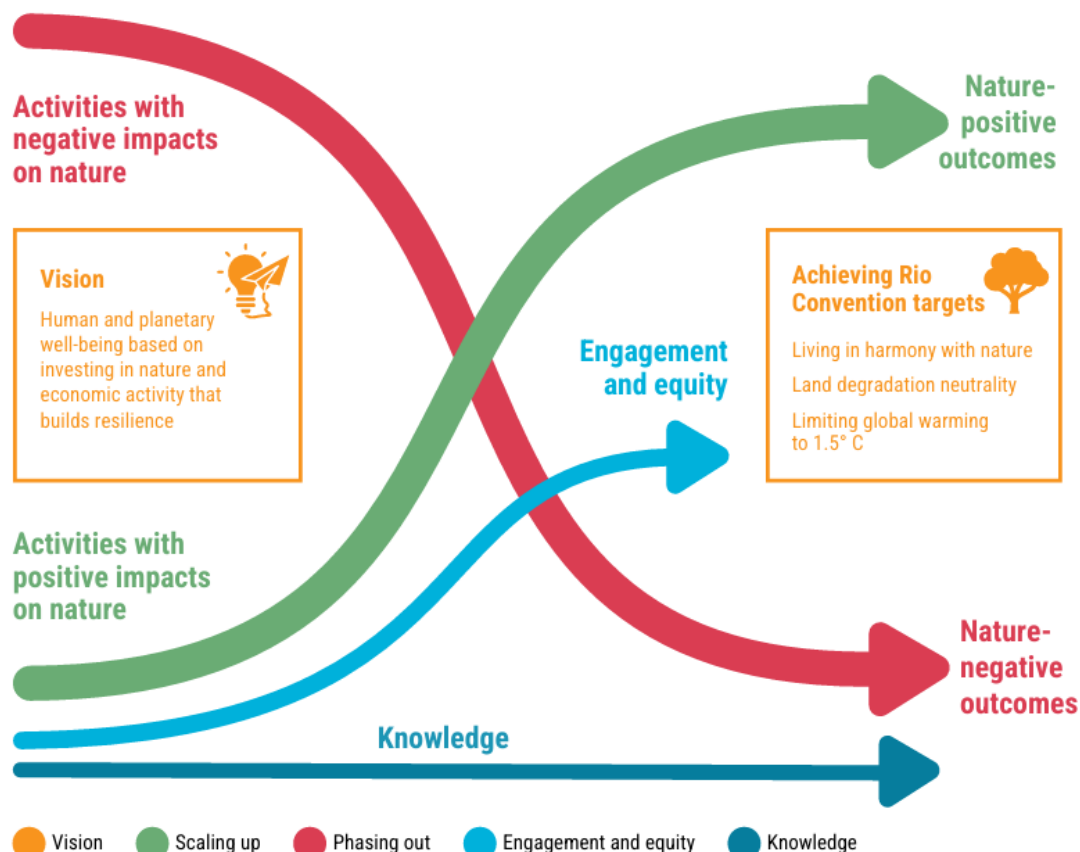 Activities with
negative impacts
on nature
Nature-
positive
outcomes
Vision
Human and planetary
well-being based on
investing in nature and
economic activity that
builds resilience
Engagement
and equity
Achieving Rio
Convention targets
Living in harmony with nature
Land degradation neutrality
Limiting global warming
to 1.5° C
Activities with
positive impacts
on nature
Nature-
negative
outcomes
Knowledge
Vision
Scaling up
Phasing out
Engagement and equity
Knowledge